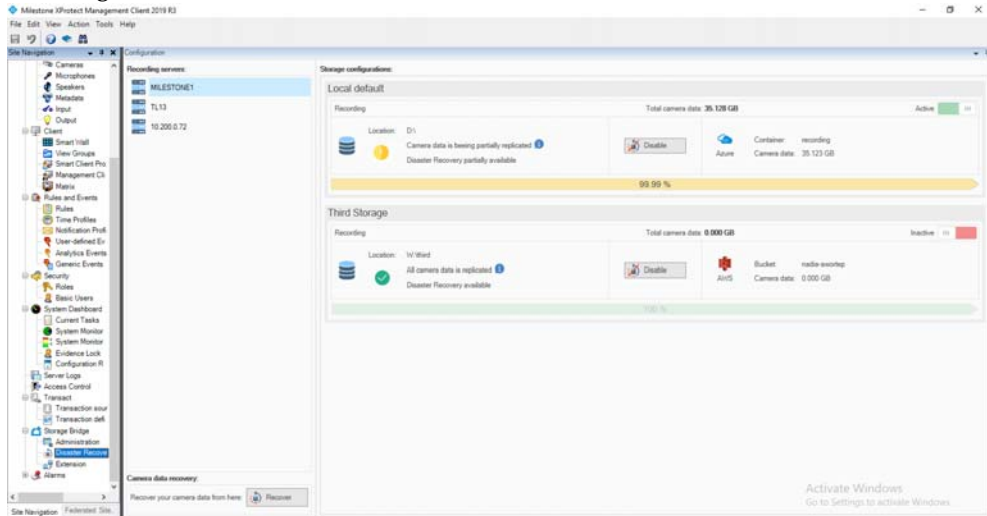 Milestone XProtect Management Client 2019 R3
File Edit View Action Tools Help
Site Navigation
Configuration
Cameras
Microphones
Speakers
Metadata
Input
Output
Client
Smart Wall
View Groups
Smart Client Pro
Management Cli
Matrix
Rules and Events
Rules
Time Profiles
Notification Profi
User-defined Ev
Analytics Events
Generic Events
Security
Roles
Basic Users
System Dashboard
Current Tasks
System Monitor
System Monitor
Evidence Lock
Configuration R
Server Logs
Access Control
Transact
Transaction sour
Transaction defi
Storage Bridge
Administration
Disaster Recove
Extension
Alarms
Site Navigation Federated Site
Recording servers:
MILESTONE1
TL13
10.200.0.72
Camera data recovery:
Recover your camera data from here: Recover
Storage configurations:
Local default
Recording Total camera data: 35.128 GB Active
Location: D:\
Camera data is beeing partially replicated
Disaster Recovery partially available
Disable
Azure
Container: recording
Camera data: 35.123 GB
99.99 %
Third Storage
Recording Total camera data: 0.000 GB Inactive
Location:
All camera data is replicated
Disaster Recovery available
Disable
AWS
Bucket:
Camera data: 0.000 GB
100 %
Activate Windows
Go to Settings to activate Windows.